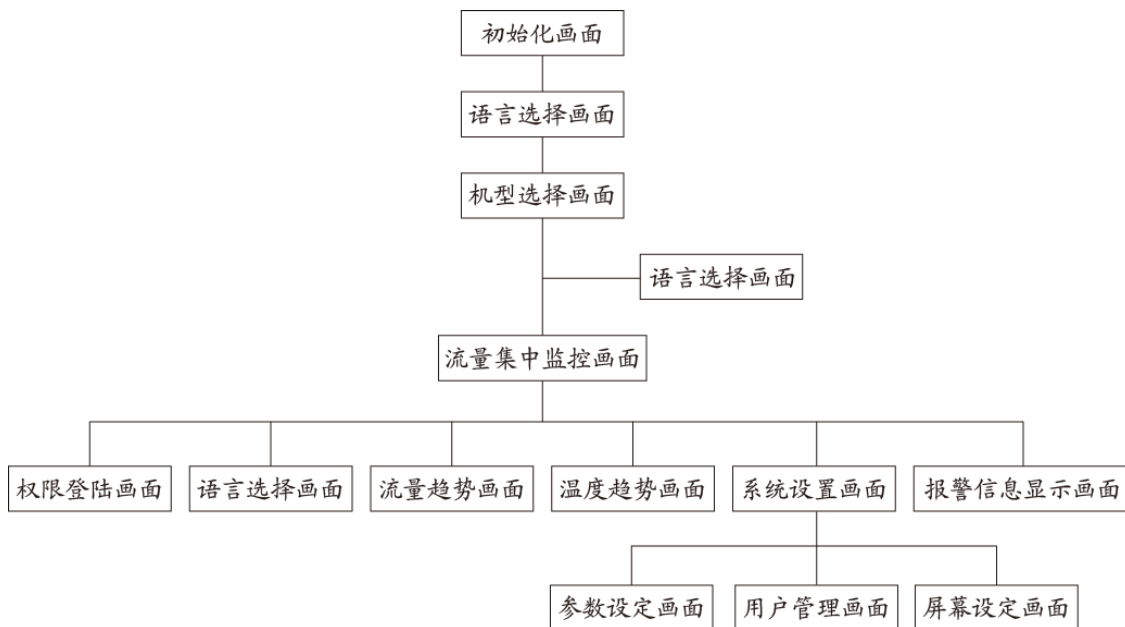 初始化画面
语言选择画面
机型选择画面
语言选择画面
流量集中监控画面
权限登陆画面
语言选择画面
流量趋势画面
温度趋势画面
系统设置画面
报警信息显示画面
参数设定画面
用户管理画面
屏幕设定画面